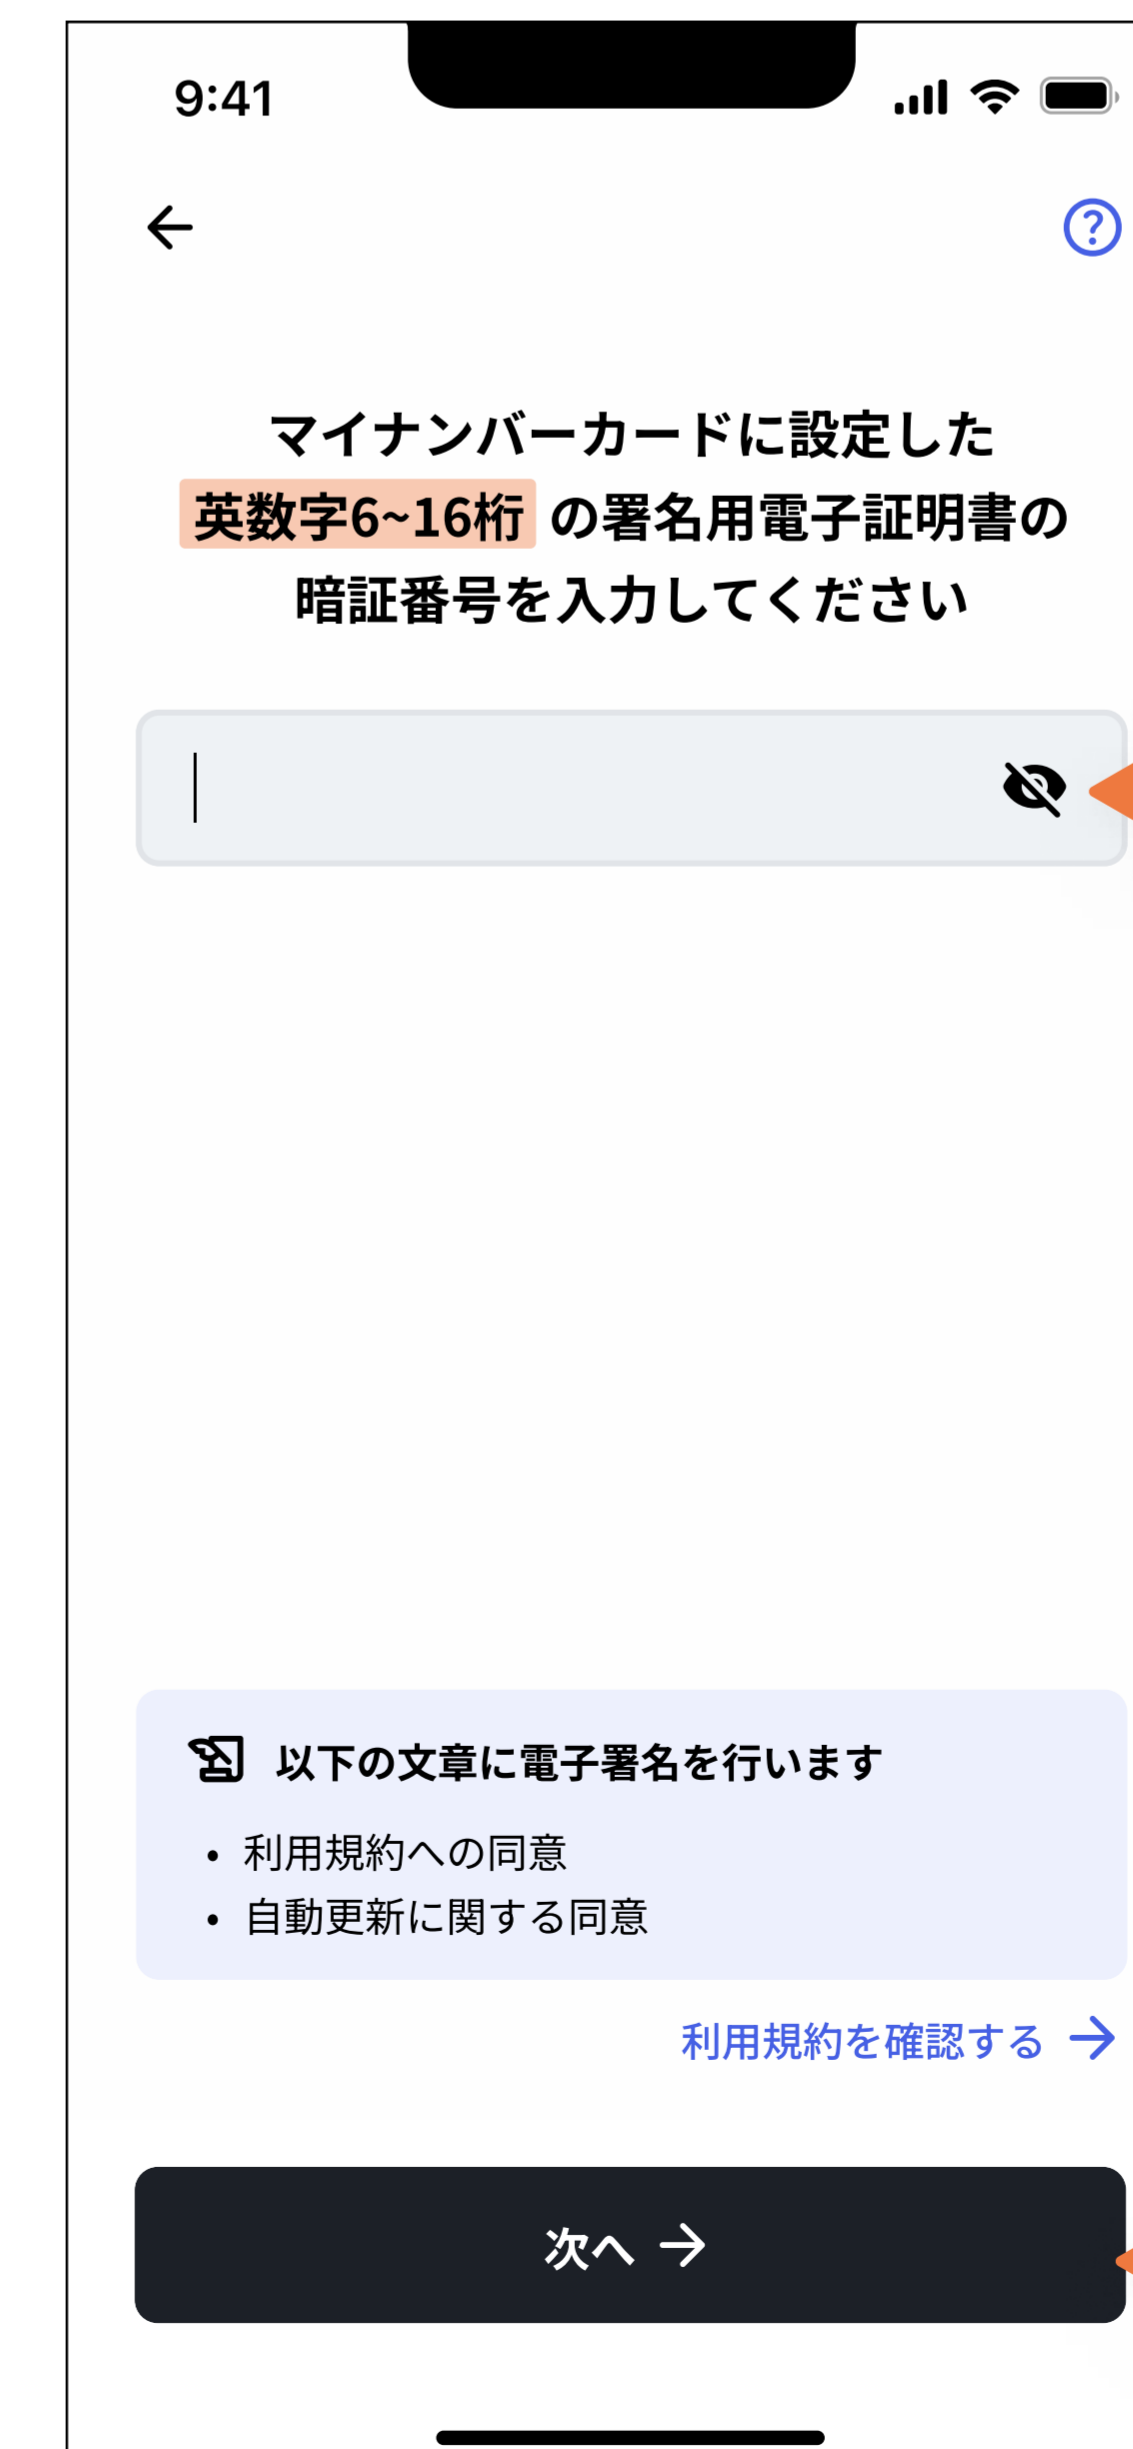 9:41
マイナンバーカードに設定した
英数字6~16桁 の署名用電子証明書の
暗証番号を入力してください
以下の文章に電子署名を行います
• 利用規約への同意
• 自動更新に関する同意
利用規約を確認する →
次へ →